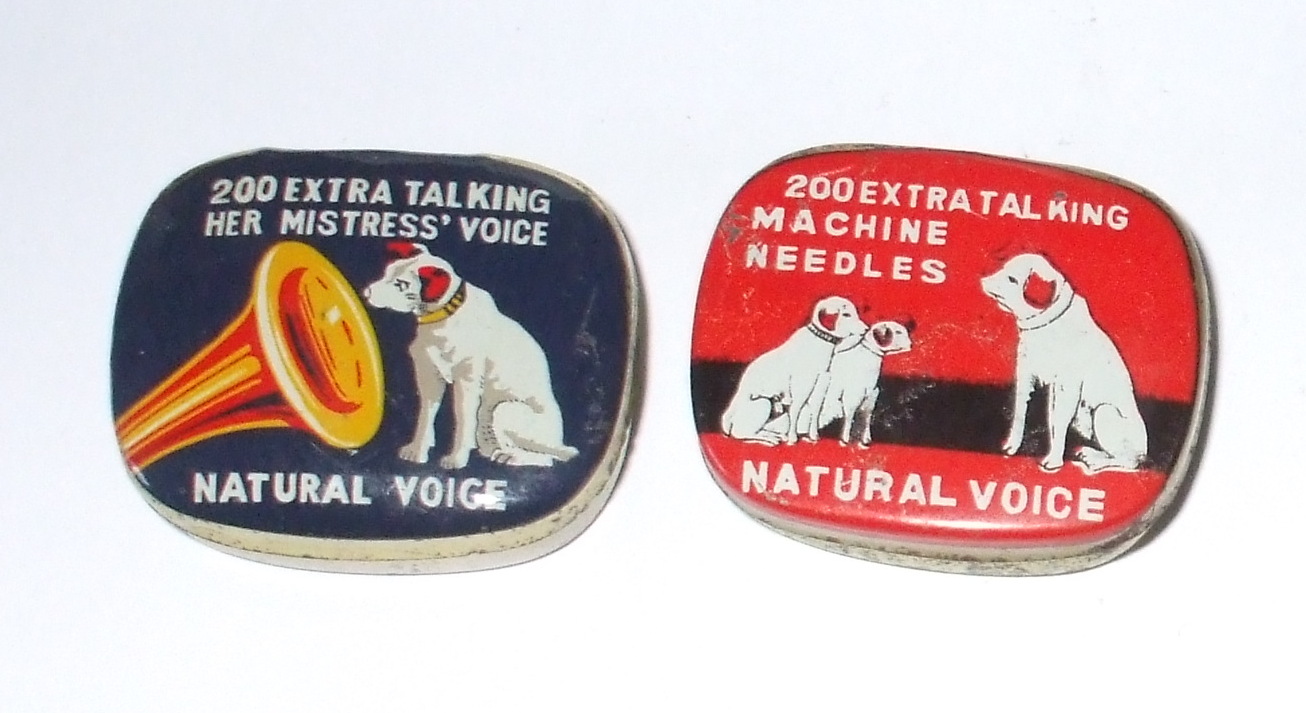 200 EXTRA TALKING
HER MISTRESS' VOICE
NATURAL VOICE
200 EXTRA TALKING
MACHINE
NEEDLES
NATURAL VOICE